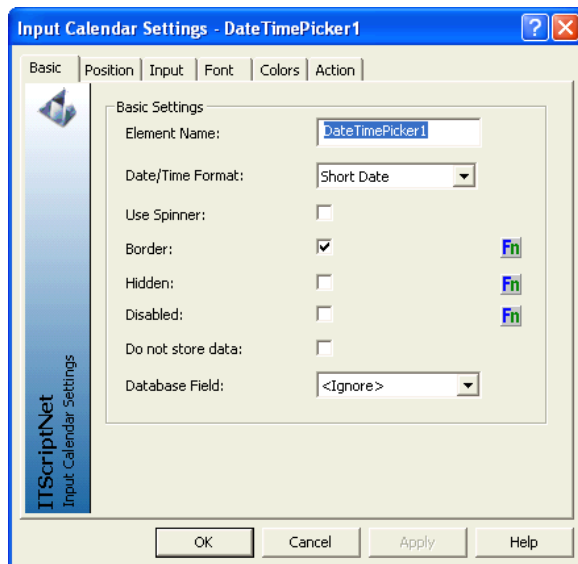 Input Calendar Settings - DateTimePicker1
Basic Position Input Font Colors Action
Basic Settings
Element Name: DateTimePicker1
Date/Time Format: Short Date
Use Spinner:
Border: Fn
Hidden: Fn
Disabled: Fn
Do not store data:
Database Field: <Ignore>
ITScriptNet
Input Calendar Settings
OK Cancel Apply Help